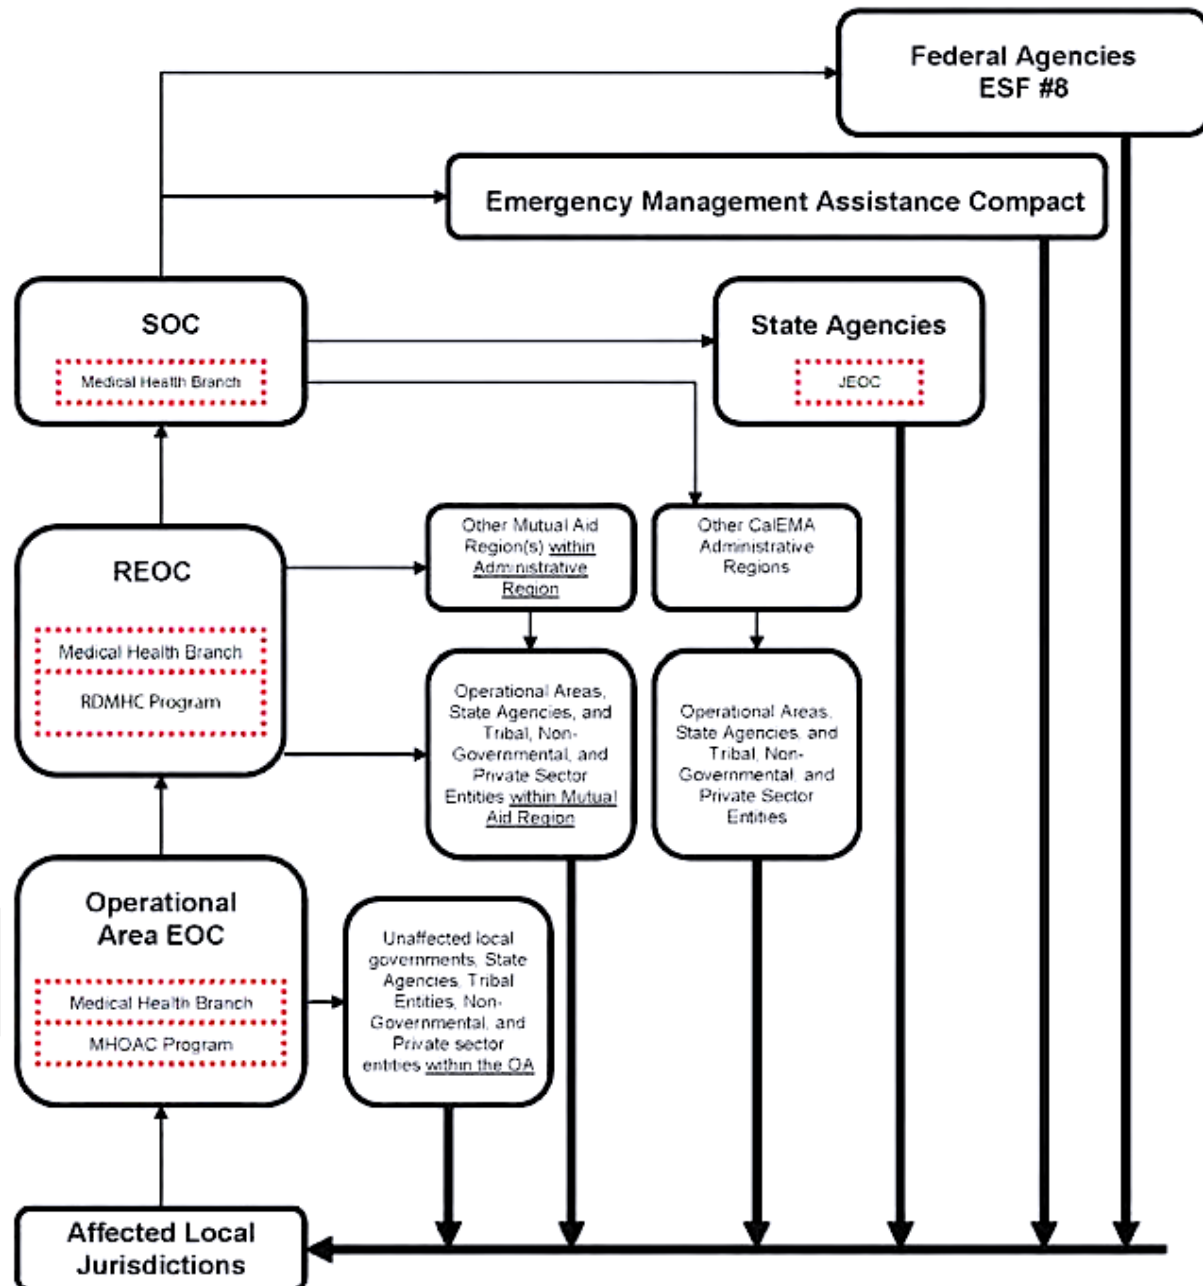 Federal Agencies
ESF #8
Emergency Management Assistance Compact
SOC
Medical Health Branch
State Agencies
JEOC
REOC
Medical Health Branch
RDMHC Program
Other Mutual Aid
Region(s) within
Administrative
Region
Other CalEMA
Administrative
Regions
Operational Areas,
State Agencies, and
Tribal, Non-
Governmental, and
Private Sector
Entities within Mutual
Aid Region
Operational Areas,
State Agencies, and
Tribal, Non-
Governmental, and
Private Sector
Entities
Operational
Area EOC
Medical Health Branch
MHOAC Program
Unaffected local
governments, State
Agencies, Tribal
Entities, Non-
Governmental, and
Private sector
entities within the OA
Affected Local
Jurisdictions